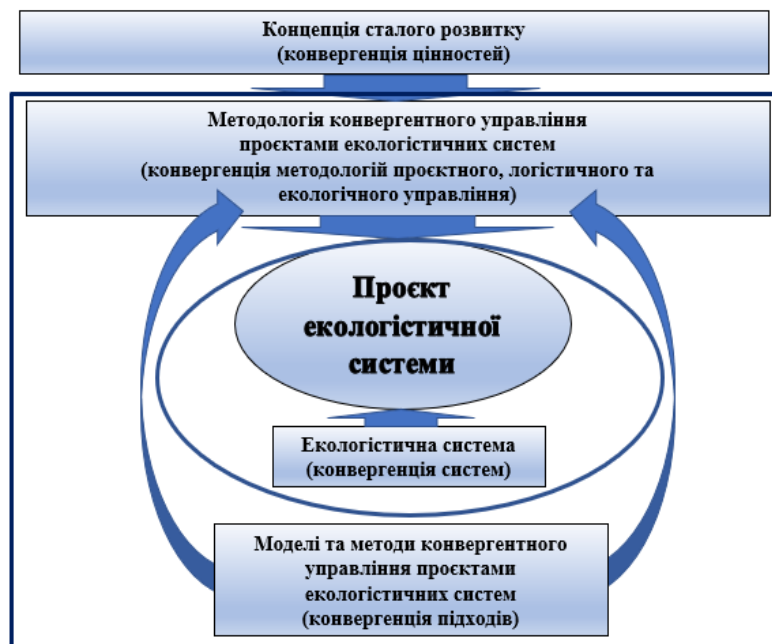 Концепція сталого розвитку
(конвергенція цінностей)
Методологія конвергентного управління
проєктами екологістичних систем
(конвергенція методологій проєктного, логістичного та
екологічного управління)
Проєкт
екологістичної
системи
Екологістична система
(конвергенція систем)
Моделі та методи конвергентного
управління проєктами
екологістичних систем
(конвергенція підходів)